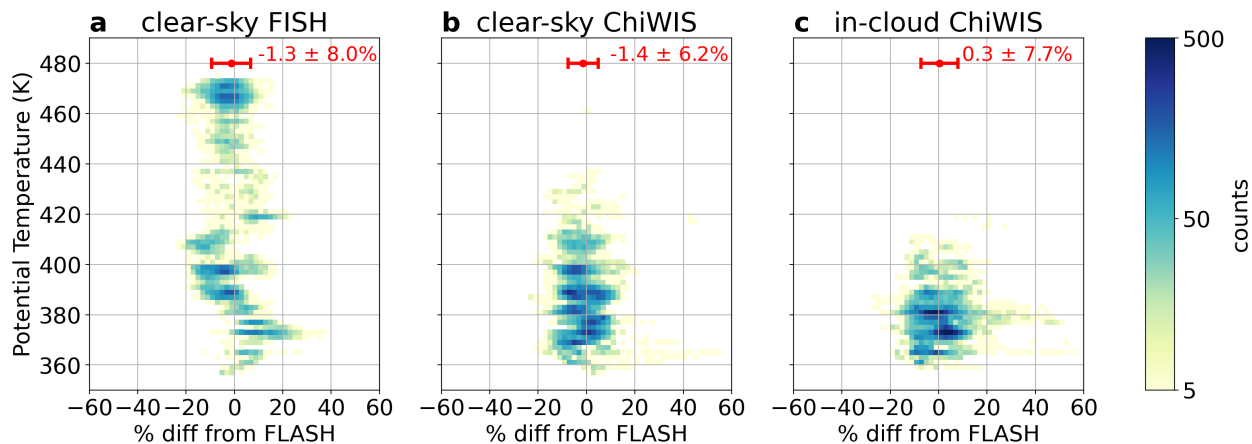 a clear-sky FISH
b clear-sky ChiWIS
c in-cloud ChiWIS
-1.3 ± 8.0%
-1.4 ± 6.2%
0.3 ± 7.7%
Potential Temperature (K)
480
460
440
420
400
380
360
−60 −40 −20 0 20 40 60
−60 −40 −20 0 20 40 60
−60 −40 −20 0 20 40 60
% diff from FLASH
% diff from FLASH
% diff from FLASH
500
50
5
counts